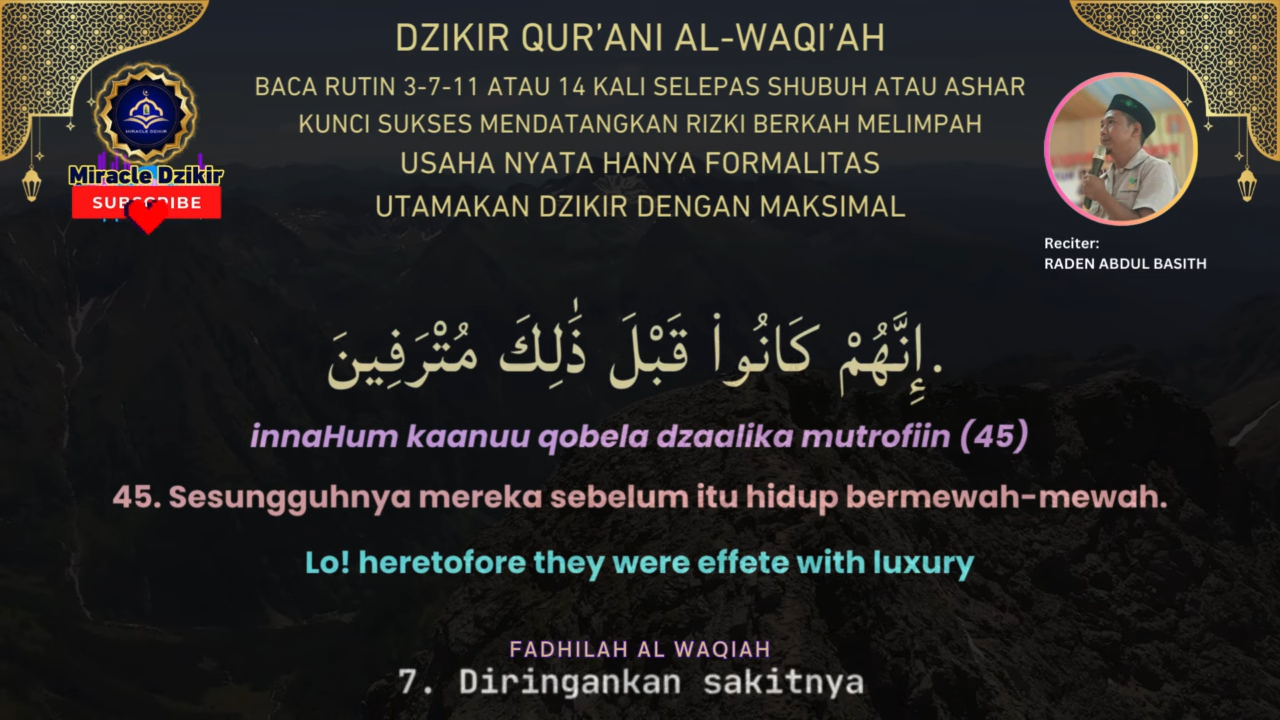 DZIKIR QUR'ANI AL-WAQI'AH
BACA RUTIN 3-7-11 ATAU 14 KALI SELEPAS SHUBUH ATAU ASHAR
KUNCI SUKSES MENDATANGKAN RIZKI BERKAH MELIMPAH
USAHA NYATA HANYA FORMALITAS
UTAMAKAN DZIKIR DENGAN MAKSIMAL
MIRACLE DZIKIR
Miracle Dzikir
SUBSCRIBE
Reciter:
RADEN ABDUL BASITH
إِنَّهُمْ كَانُوا۟ قَبْلَ ذَٰلِكَ مُتْرَفِينَ.
innaHum kaanuu qobela dzaalika mutrofiin (45)
45. Sesungguhnya mereka sebelum itu hidup bermewah-mewah.
Lo! heretofore they were effete with luxury
FADHILAH AL WAQIAH
7. Diringankan sakitnya